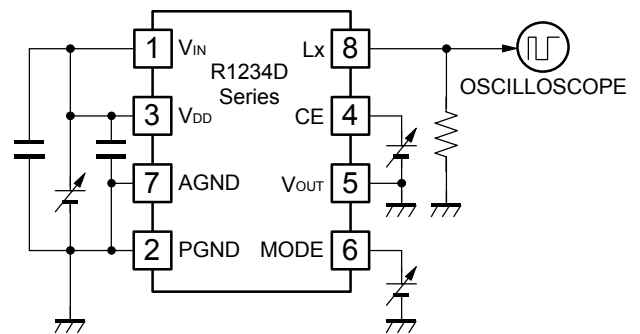 1 VIN Lx 8
R1234D
Series
OSCILLOSCOPE
3 VDD CE 4
7 AGND VOUT 5
2 PGND MODE 6